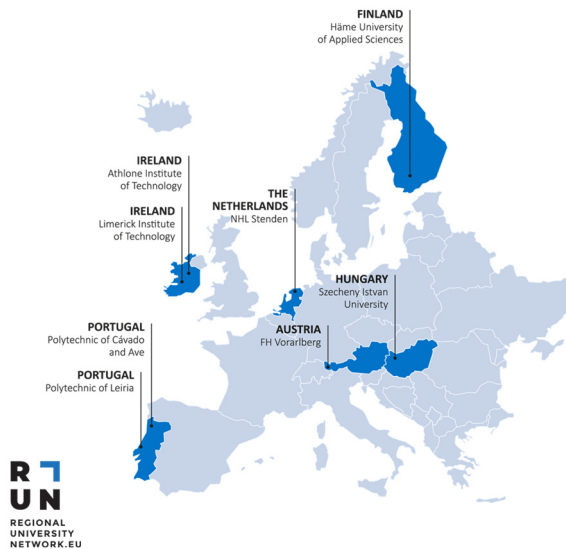 FINLAND
Häme University
of Applied Sciences
IRELAND
Athlone Institute
of Technology
IRELAND
Limerick Institute
of Technology
THE
NETHERLANDS
NHL Stenden
HUNGARY
Szecheny Istvan
University
AUSTRIA
FH Vorarlberg
PORTUGAL
Polytechnic of Cávado
and Ave
PORTUGAL
Polytechnic of Leiria
R
UN
REGIONAL
UNIVERSITY
NETWORK.EU